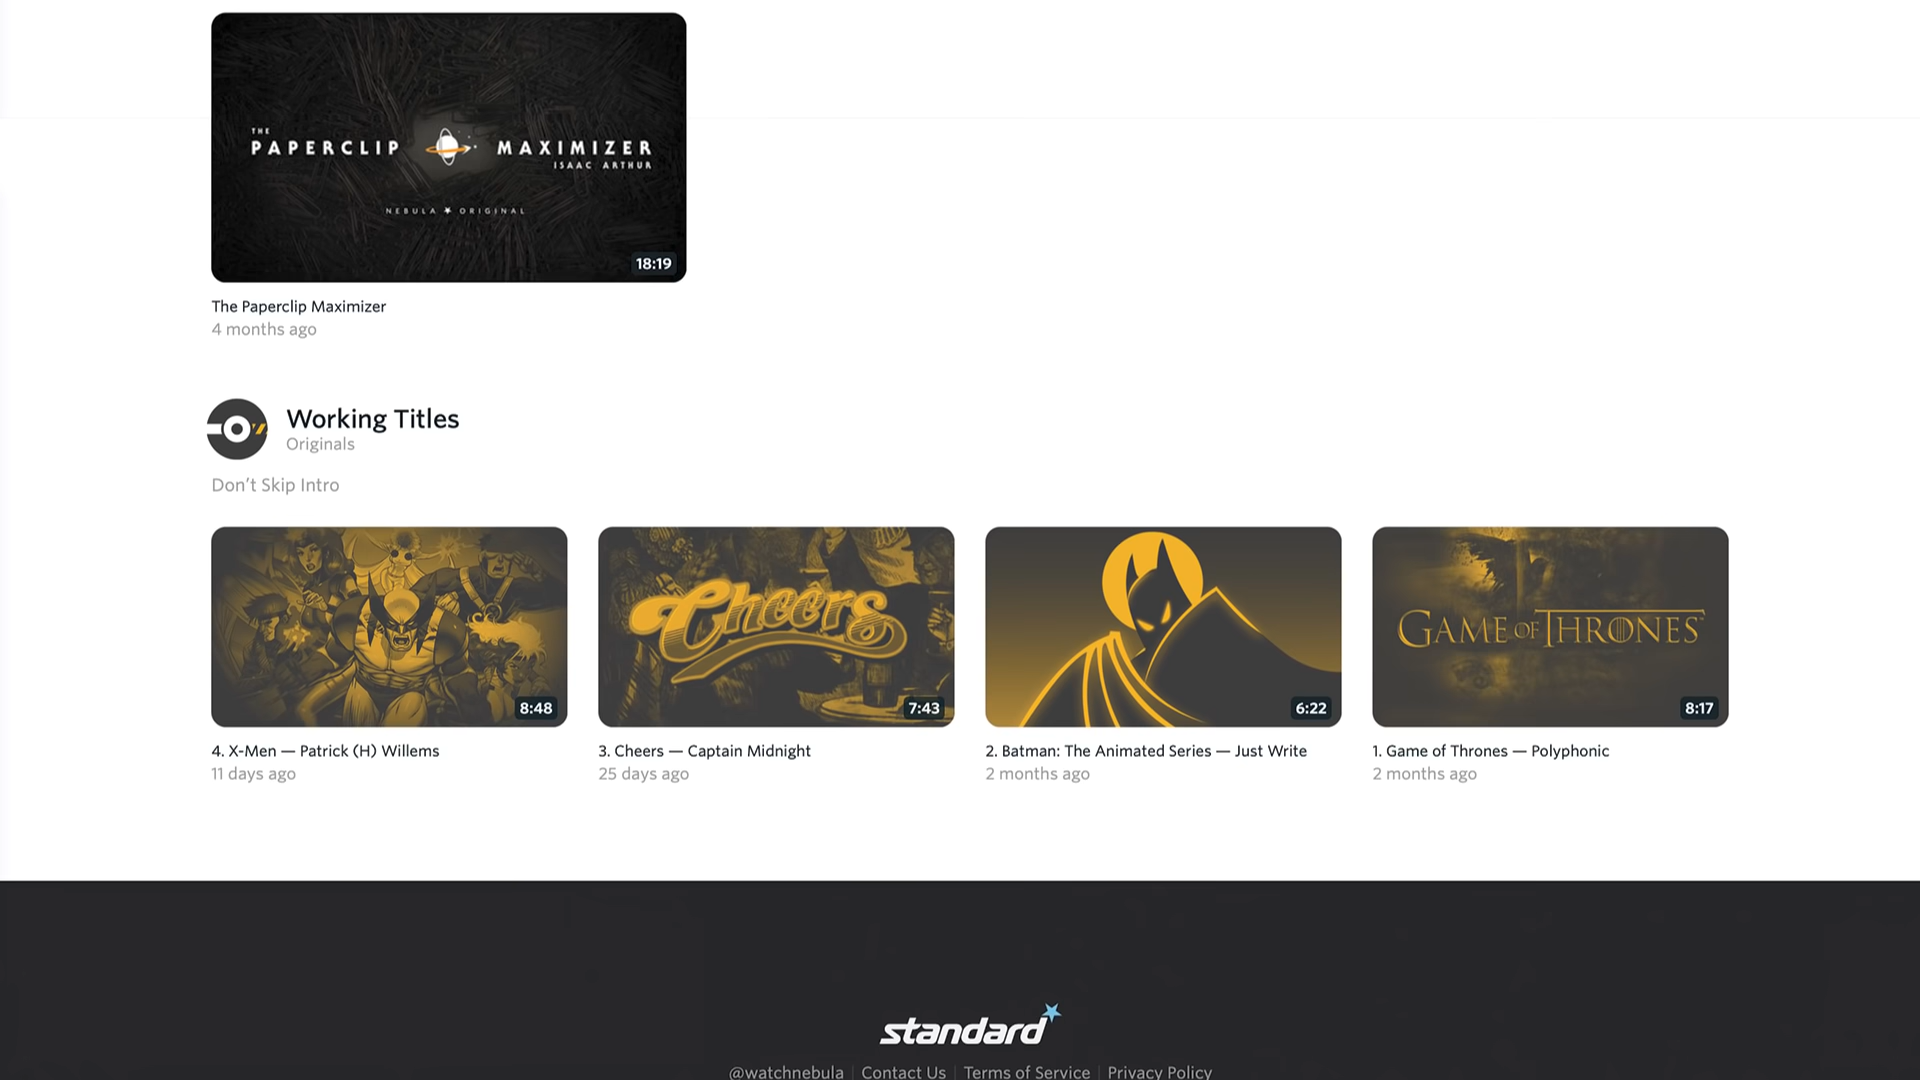 THE
PAPERCLIP MAXIMIZER
ISAAC ARTHUR
NEBULA ORIGINAL
18:19
The Paperclip Maximizer
4 months ago
Working Titles
Originals
Don’t Skip Intro
8:48
Cheers
7:43
6:22
GAME OF THRONES
8:17
4. X-Men — Patrick (H) Willems
11 days ago
3. Cheers — Captain Midnight
25 days ago
2. Batman: The Animated Series — Just Write
2 months ago
1. Game of Thrones — Polyphonic
2 months ago
standard
@watchnebula | Contact Us | Terms of Service | Privacy Policy